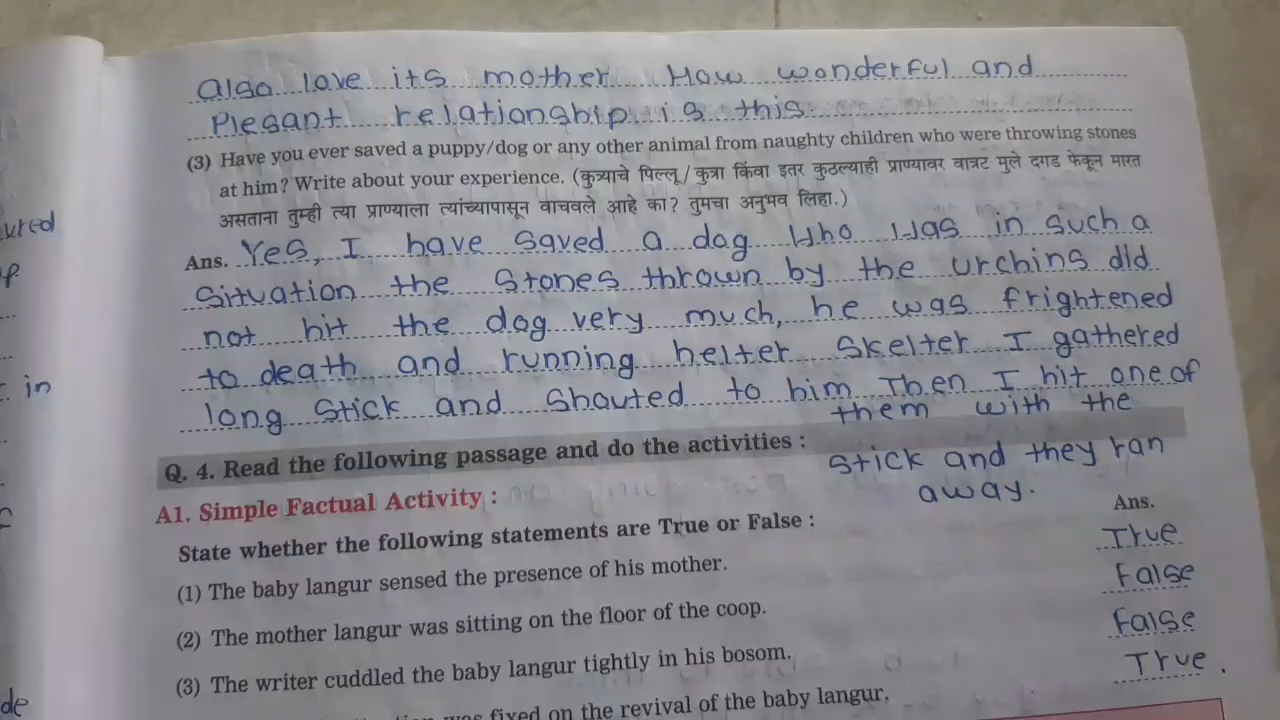 also love its mother How wonderful and
Plesant relationship is this
(3) Have you ever saved a puppy/dog or any other animal from naughty children who were throwing stones
at him? Write about your experience. (कुत्र्याचे पिल्लू / कुत्रा किंवा इतर कुठल्याही प्राण्यावर वात्रट मुले दगड फेकून मारत
असताना तुम्ही त्या प्राण्याला त्यांच्यापासून वाचवले आहे का? तुमचा अनुभव लिहा.)
Ans. Yes, I have saved a dog who was in such a
situation the stones thrown by the urchins did
not hit the dog very much, he was frightened
to death and running helter skelter I gathered
long stick and shouted to him Then I hit one of
them with the
stick and they ran
away.
Q. 4. Read the following passage and do the activities :
A1. Simple Factual Activity :
State whether the following statements are True or False :
Ans.
(1) The baby langur sensed the presence of his mother.
True
(2) The mother langur was sitting on the floor of the coop.
False
(3) The writer cuddled the baby langur tightly in his bosom.
False
was fixed on the revival of the baby langur.
True.
ured
in
de